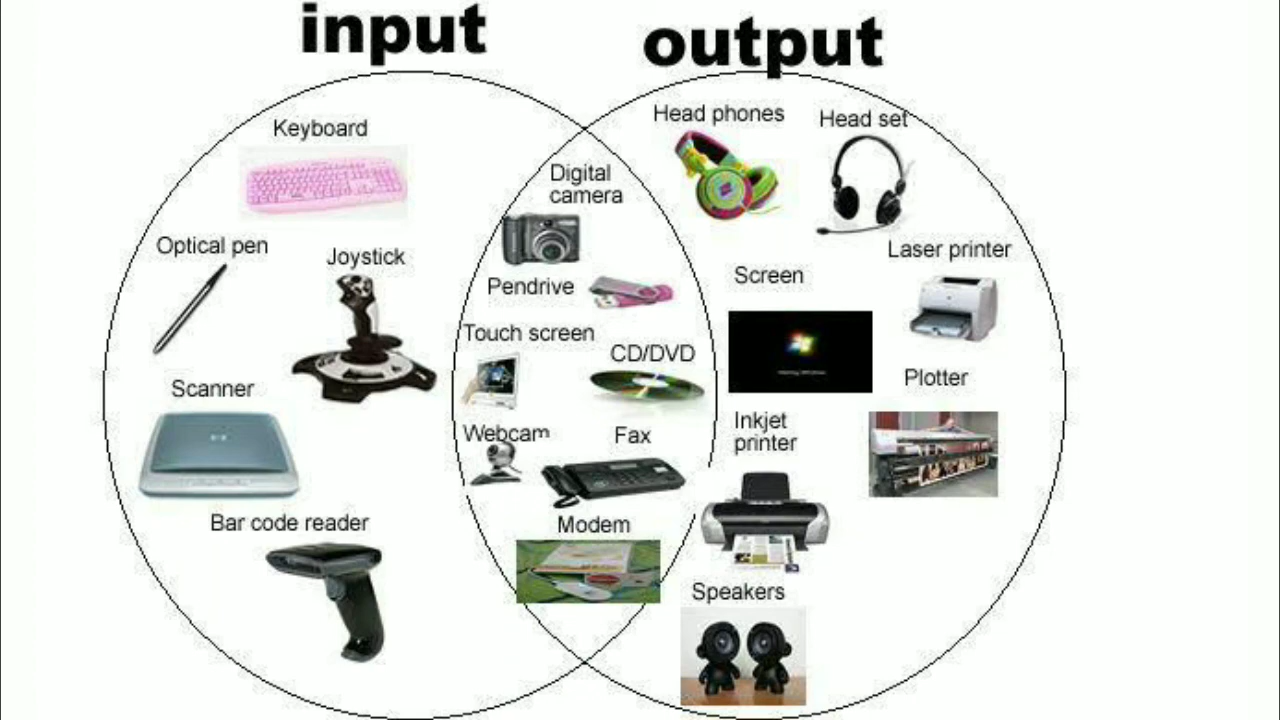 input
output
Keyboard
Optical pen
Joystick
Scanner
Bar code reader
Digital
camera
Pendrive
Touch screen
CD/DVD
Webcam
Fax
Modem
Head phones
Head set
Laser printer
Screen
Plotter
Inkjet
printer
Speakers